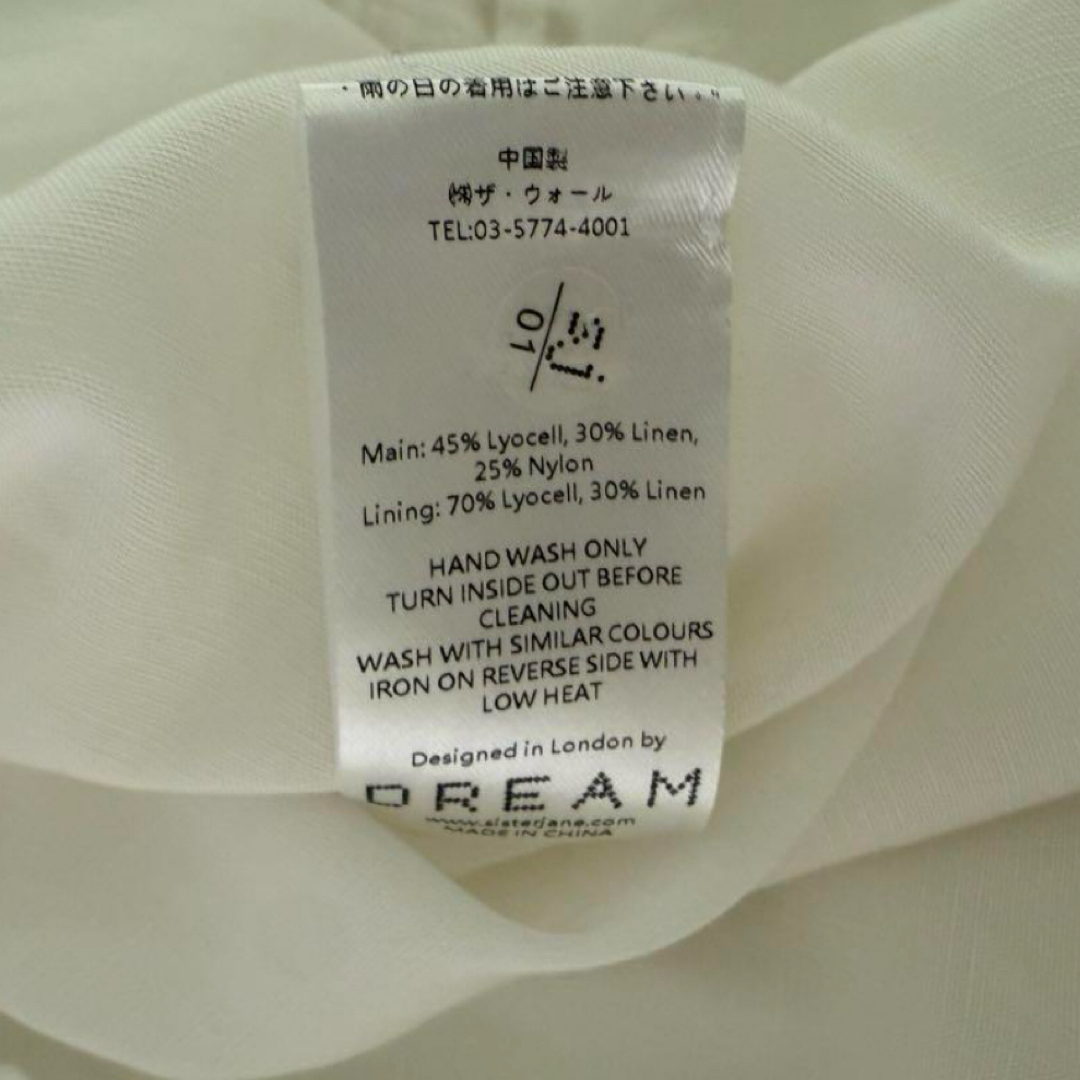 ・雨の日の着用はご注意下さい。"
中国製
㈱ザ・ウォール
TEL:03-5774-4001
01
Main: 45% Lyocell, 30% Linen,
25% Nylon
Lining: 70% Lyocell, 30% Linen
HAND WASH ONLY
TURN INSIDE OUT BEFORE
CLEANING
WASH WITH SIMILAR COLOURS
IRON ON REVERSE SIDE WITH
LOW HEAT
Designed in London by
DREAM
www.sisterjane.com
MADE IN CHINA